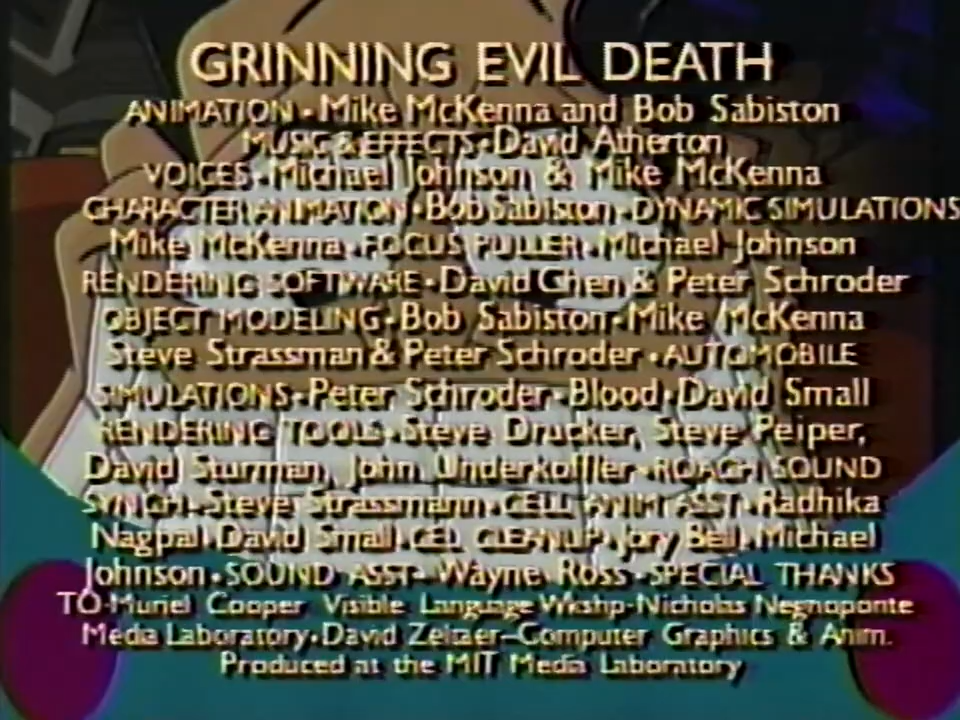 GRINNING EVIL DEATH
ANIMATION • Mike McKenna and Bob Sabiston
MUSIC & EFFECTS • David Atherton
VOICES • Michael Johnson & Mike McKenna
CHARACTER ANIMATION • Bob Sabiston • DYNAMIC SIMULATIONS
Mike McKenna • FOCUS PULLER • Michael Johnson
RENDERING SOFTWARE • David Chen & Peter Schroder
OBJECT MODELING • Bob Sabiston • Mike McKenna
Steve Strassman & Peter Schroder • AUTOMOBILE
SIMULATIONS • Peter Schroder • Blood • David Small
RENDERING TOOLS • Steve Drucker, Steve Peiper,
David Sturman, John Underkoffler • ROACH SOUND
SYNCH • Steve Strassmann • CELL ANIM ASST • Radhika
Nagpal • David Small • CEL CLEANUP • Jory Bell • Michael
Johnson • SOUND ASST • Wayne Ross • SPECIAL THANKS
TO - Muriel Cooper Visible Language Wkshp - Nicholas Negroponte
Media Laboratory • David Zeltzer - Computer Graphics & Anim.
Produced at the MIT Media Laboratory